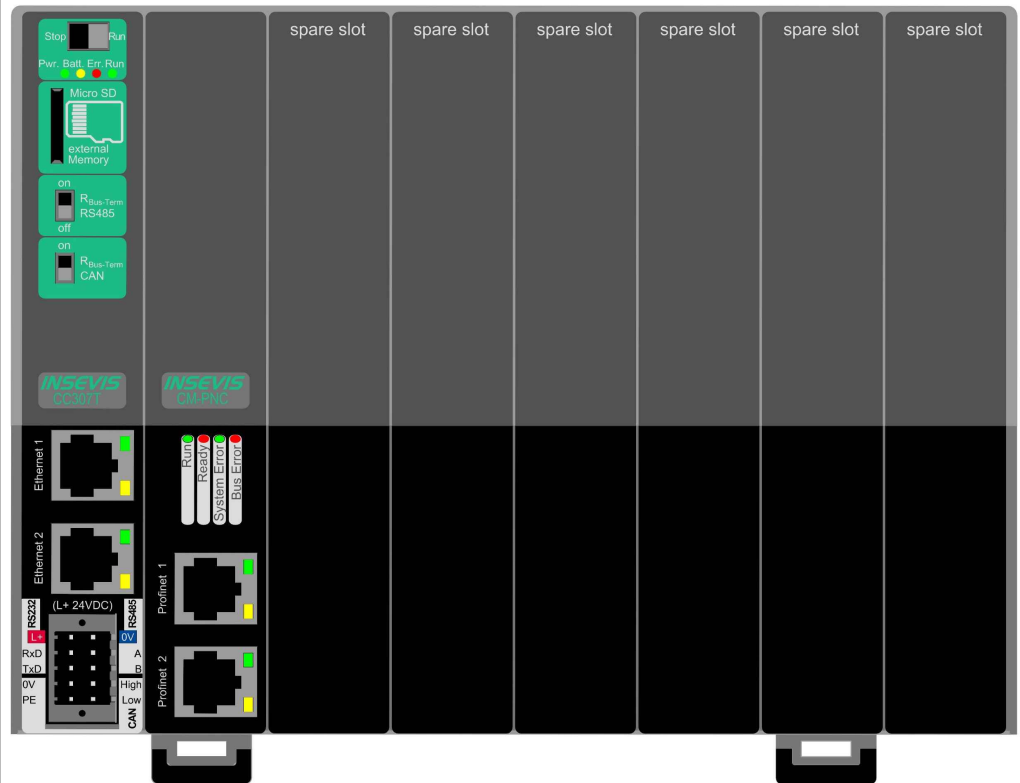 Stop Run
Pwr. Batt. Err. Run
Micro SD
external
Memory
on
RBus-Term
RS485
off
on
RBus-Term
CAN
off
INSEVIS
CC307T
Ethernet 1
Ethernet 2
RS232 (L+ 24VDC) RS485
L+ 0V
RxD A
TxD B
0V High
PE Low
CAN
INSEVIS
CM-PNC
Run
Ready
System Error
Bus Error
Profinet 1
Profinet 2
spare slot
spare slot
spare slot
spare slot
spare slot
spare slot